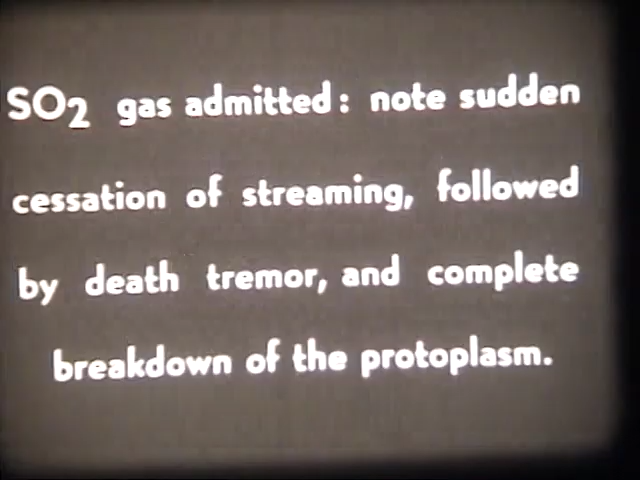 SO2 gas admitted: note sudden
cessation of streaming, followed
by death tremor, and complete
breakdown of the protoplasm.